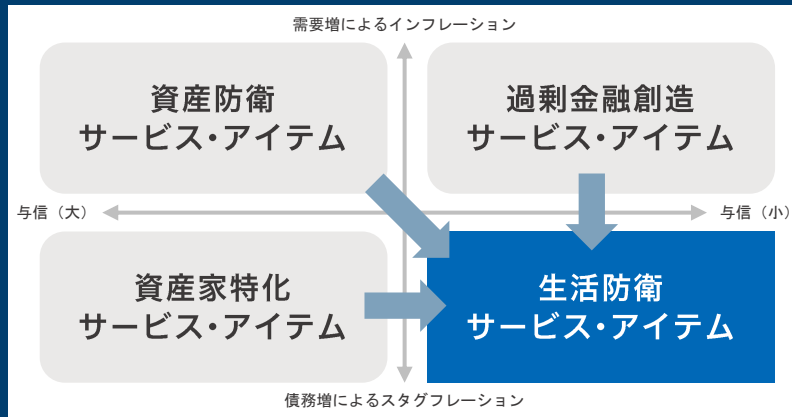 需要増によるインフレーション
資産防衛
サービス・アイテム
過剰金融創造
サービス・アイテム
与信（大）
与信（小）
資産家特化
サービス・アイテム
生活防衛
サービス・アイテム
債務増によるスタグフレーション